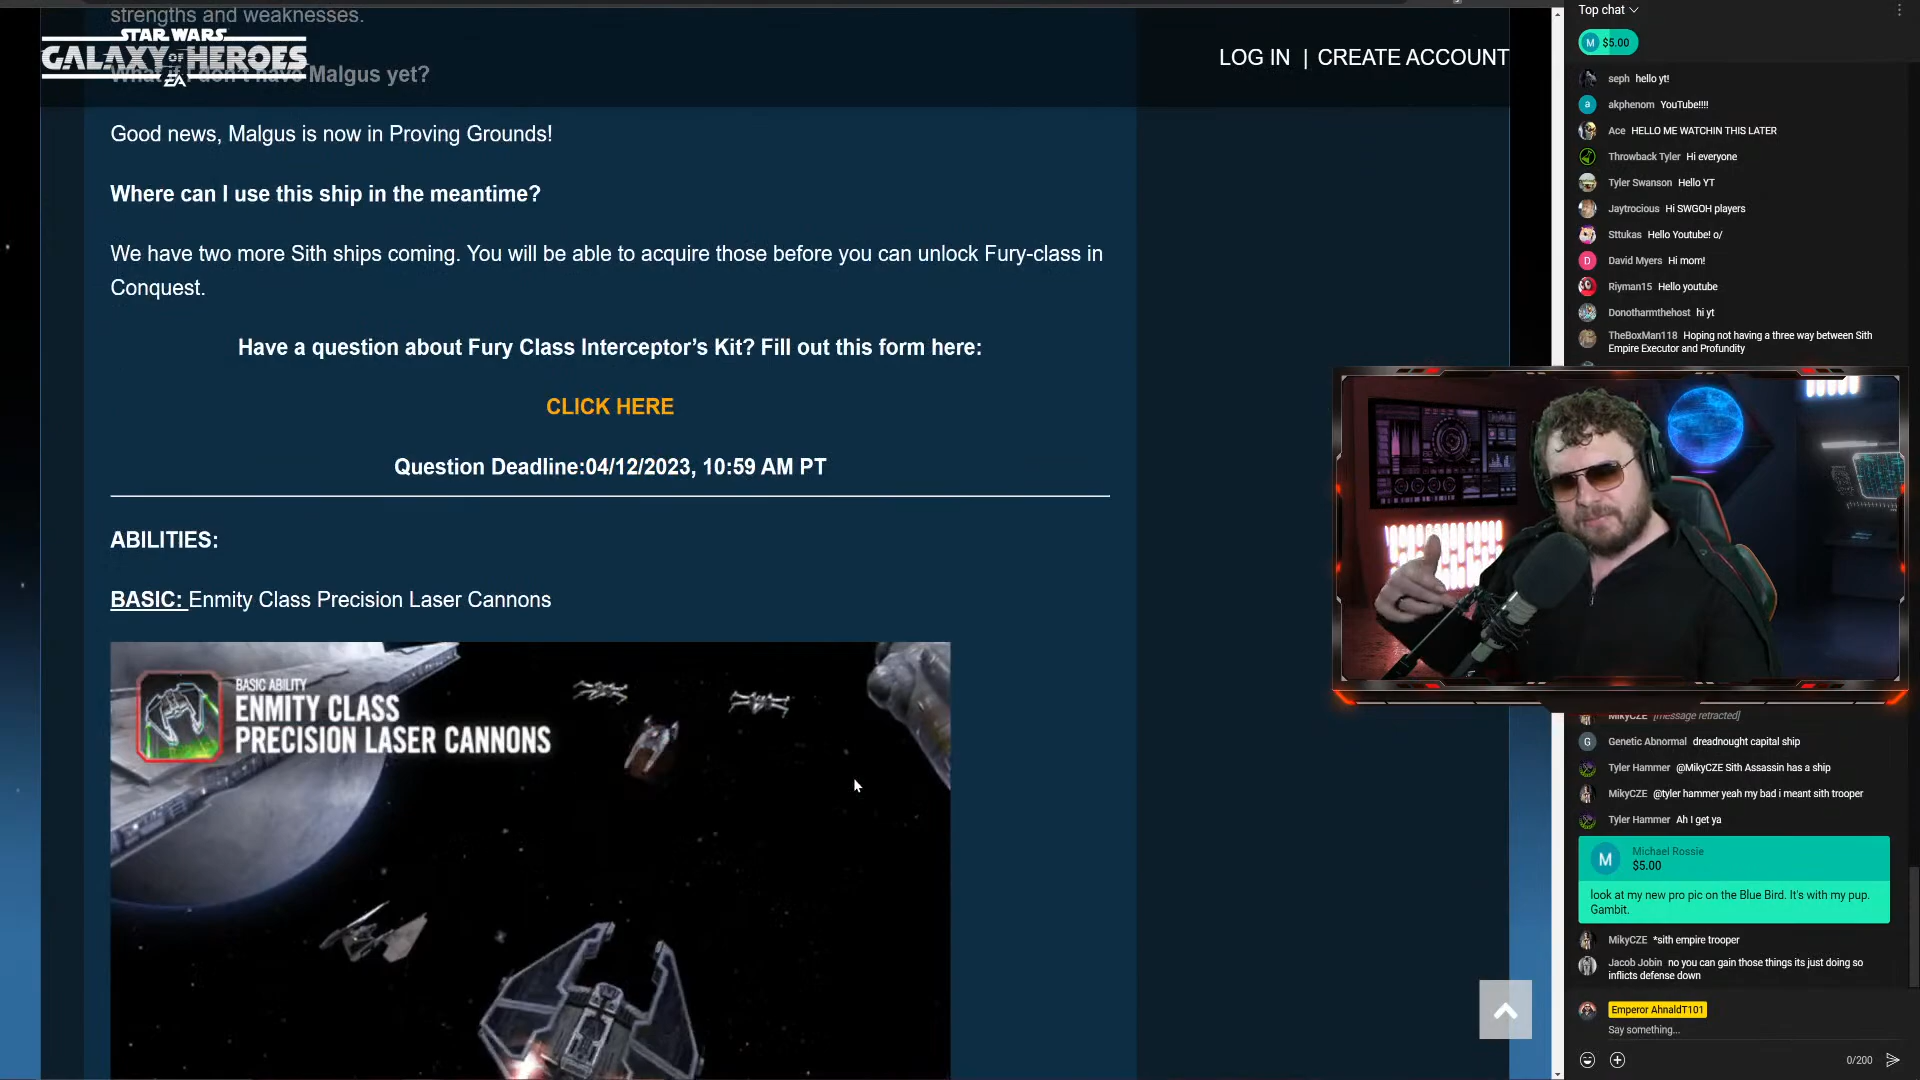 strengths and weaknesses.
STAR WARS
GALAXY OF HEROES
EA
What if I don't have Malgus yet?
LOG IN | CREATE ACCOUNT
Good news, Malgus is now in Proving Grounds!
Where can I use this ship in the meantime?
We have two more Sith ships coming. You will be able to acquire those before you can unlock Fury-class in
Conquest.
Have a question about Fury Class Interceptor's Kit? Fill out this form here:
CLICK HERE
Question Deadline:04/12/2023, 10:59 AM PT
ABILITIES:
BASIC: Enmity Class Precision Laser Cannons
BASIC ABILITY
ENMITY CLASS
PRECISION LASER CANNONS
Top chat
M $5.00
seph hello yt!
a akphenom YouTube!!!!
Ace HELLO ME WATCHIN THIS LATER
Throwback Tyler Hi everyone
Tyler Swanson Hello YT
Jaytrocious Hi SWGOH players
Sttukas Hello Youtube! o/
D David Myers Hi mom!
Riyman15 Hello youtube
Donotharmthehost hi yt
TheBoxMan118 Hoping not having a three way between Sith
Empire Executor and Profundity
MikyCZE [message retracted]
G Genetic Abnormal dreadnought capital ship
Tyler Hammer @MikyCZE Sith Assassin has a ship
MikyCZE @tyler hammer yeah my bad i meant sith trooper
Tyler Hammer Ah I get ya
M Michael Rossie
$5.00
look at my new pro pic on the Blue Bird. It's with my pup.
Gambit.
MikyCZE *sith empire trooper
Jacob Jobin no you can gain those things its just doing so
inflicts defense down
Emperor AhnaldT101
Say something...
0/200